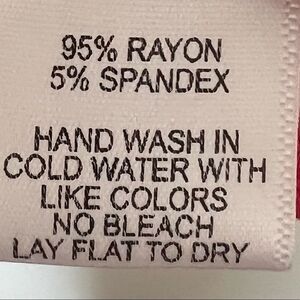 95% RAYON
5% SPANDEX
HAND WASH IN
COLD WATER WITH
LIKE COLORS
NO BLEACH
LAY FLAT TO DRY